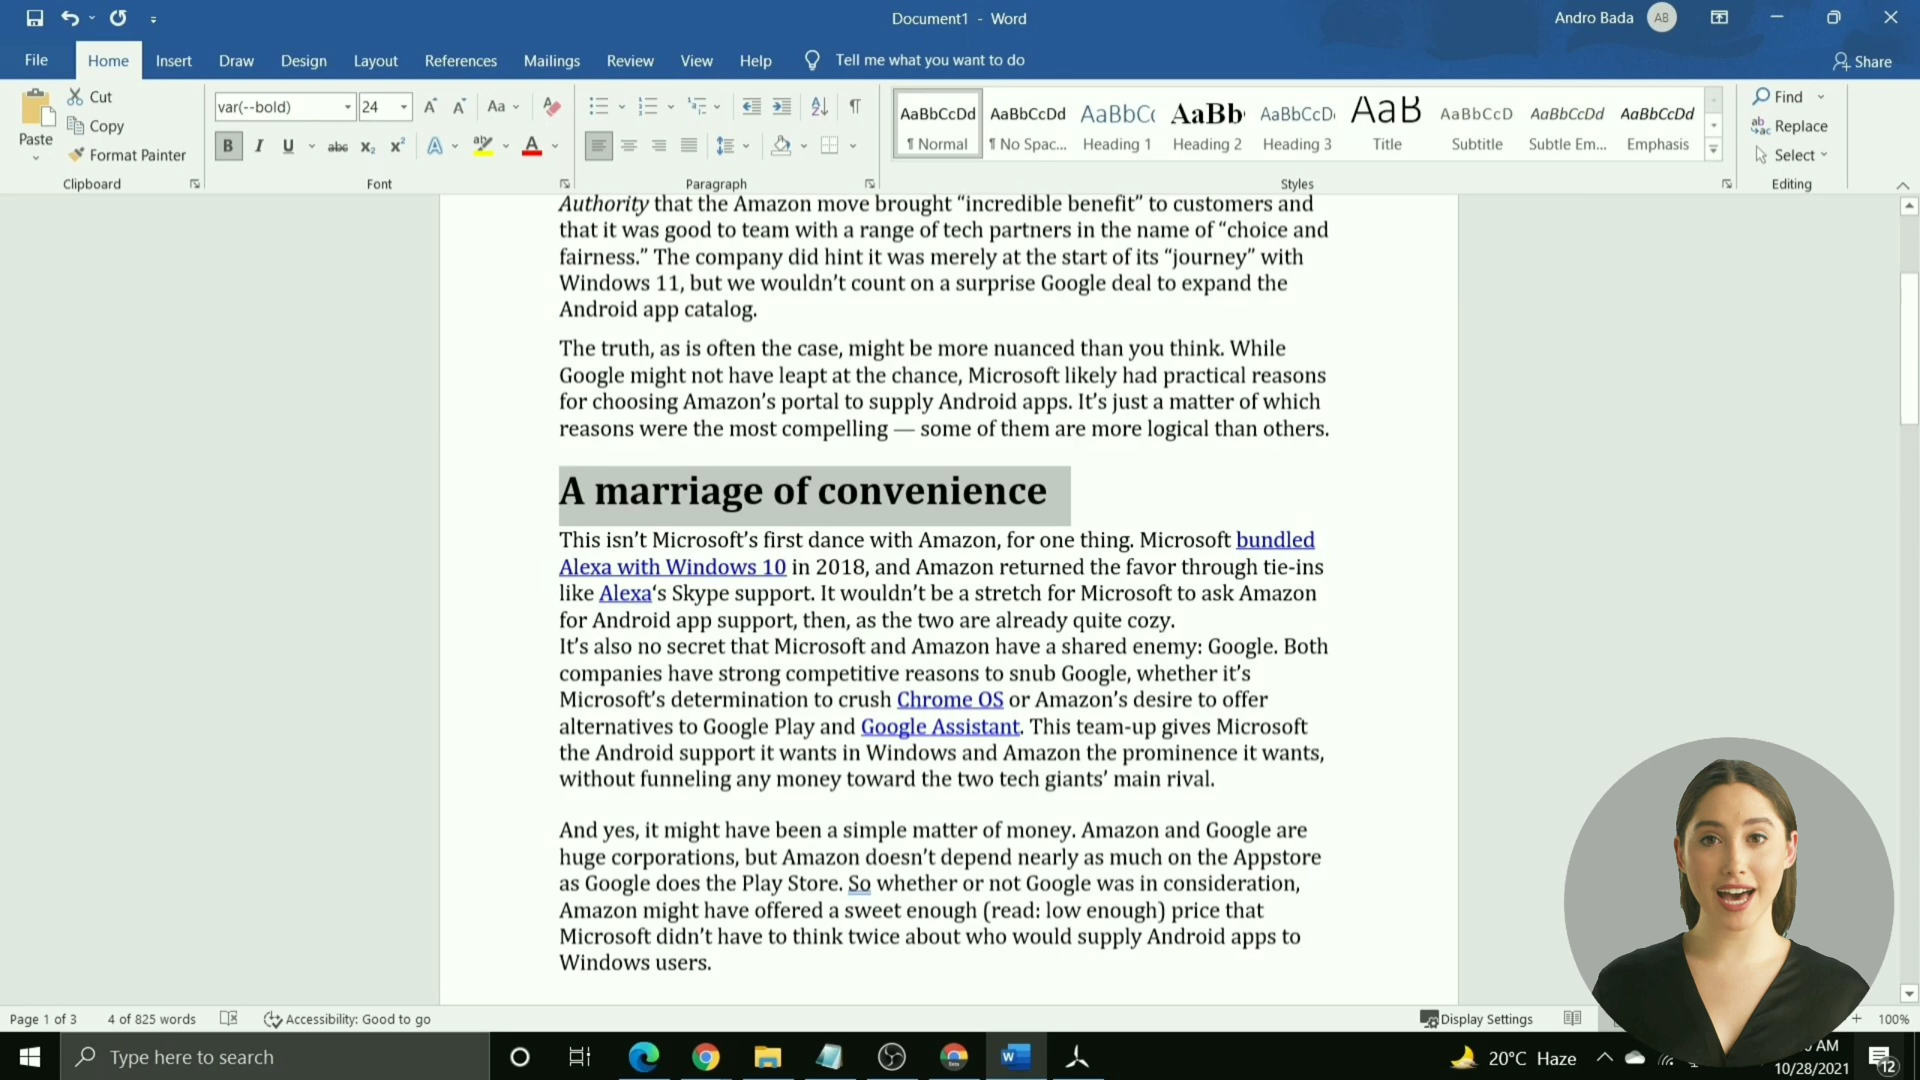 Document1 - Word
Andro Bada
AB
File
Home
Insert
Draw
Design
Layout
References
Mailings
Review
View
Help
Tell me what you want to do
Share
Paste
Cut
Copy
Format Painter
Clipboard
var(--bold)
24
Font
Paragraph
AaBbCcDd
¶ Normal
AaBbCcDd
¶ No Spac...
AaBbC
Heading 1
AaBb
Heading 2
AaBbCcD
Heading 3
AaB
Title
AaBbCcD
Subtitle
AaBbCcDd
Subtle Em...
AaBbCcDd
Emphasis
Styles
Find
Replace
Select
Editing
Authority that the Amazon move brought “incredible benefit” to customers and
that it was good to team with a range of tech partners in the name of “choice and
fairness.” The company did hint it was merely at the start of its “journey” with
Windows 11, but we wouldn’t count on a surprise Google deal to expand the
Android app catalog.
The truth, as is often the case, might be more nuanced than you think. While
Google might not have leapt at the chance, Microsoft likely had practical reasons
for choosing Amazon’s portal to supply Android apps. It’s just a matter of which
reasons were the most compelling — some of them are more logical than others.
A marriage of convenience
This isn’t Microsoft’s first dance with Amazon, for one thing. Microsoft bundled
Alexa with Windows 10 in 2018, and Amazon returned the favor through tie-ins
like Alexa‘s Skype support. It wouldn’t be a stretch for Microsoft to ask Amazon
for Android app support, then, as the two are already quite cozy.
It’s also no secret that Microsoft and Amazon have a shared enemy: Google. Both
companies have strong competitive reasons to snub Google, whether it’s
Microsoft’s determination to crush Chrome OS or Amazon’s desire to offer
alternatives to Google Play and Google Assistant. This team-up gives Microsoft
the Android support it wants in Windows and Amazon the prominence it wants,
without funneling any money toward the two tech giants’ main rival.
And yes, it might have been a simple matter of money. Amazon and Google are
huge corporations, but Amazon doesn’t depend nearly as much on the Appstore
as Google does the Play Store. So whether or not Google was in consideration,
Amazon might have offered a sweet enough (read: low enough) price that
Microsoft didn’t have to think twice about who would supply Android apps to
Windows users.
Page 1 of 3
4 of 825 words
Accessibility: Good to go
Display Settings
100%
Type here to search
20°C Haze
AM
10/28/2021
12